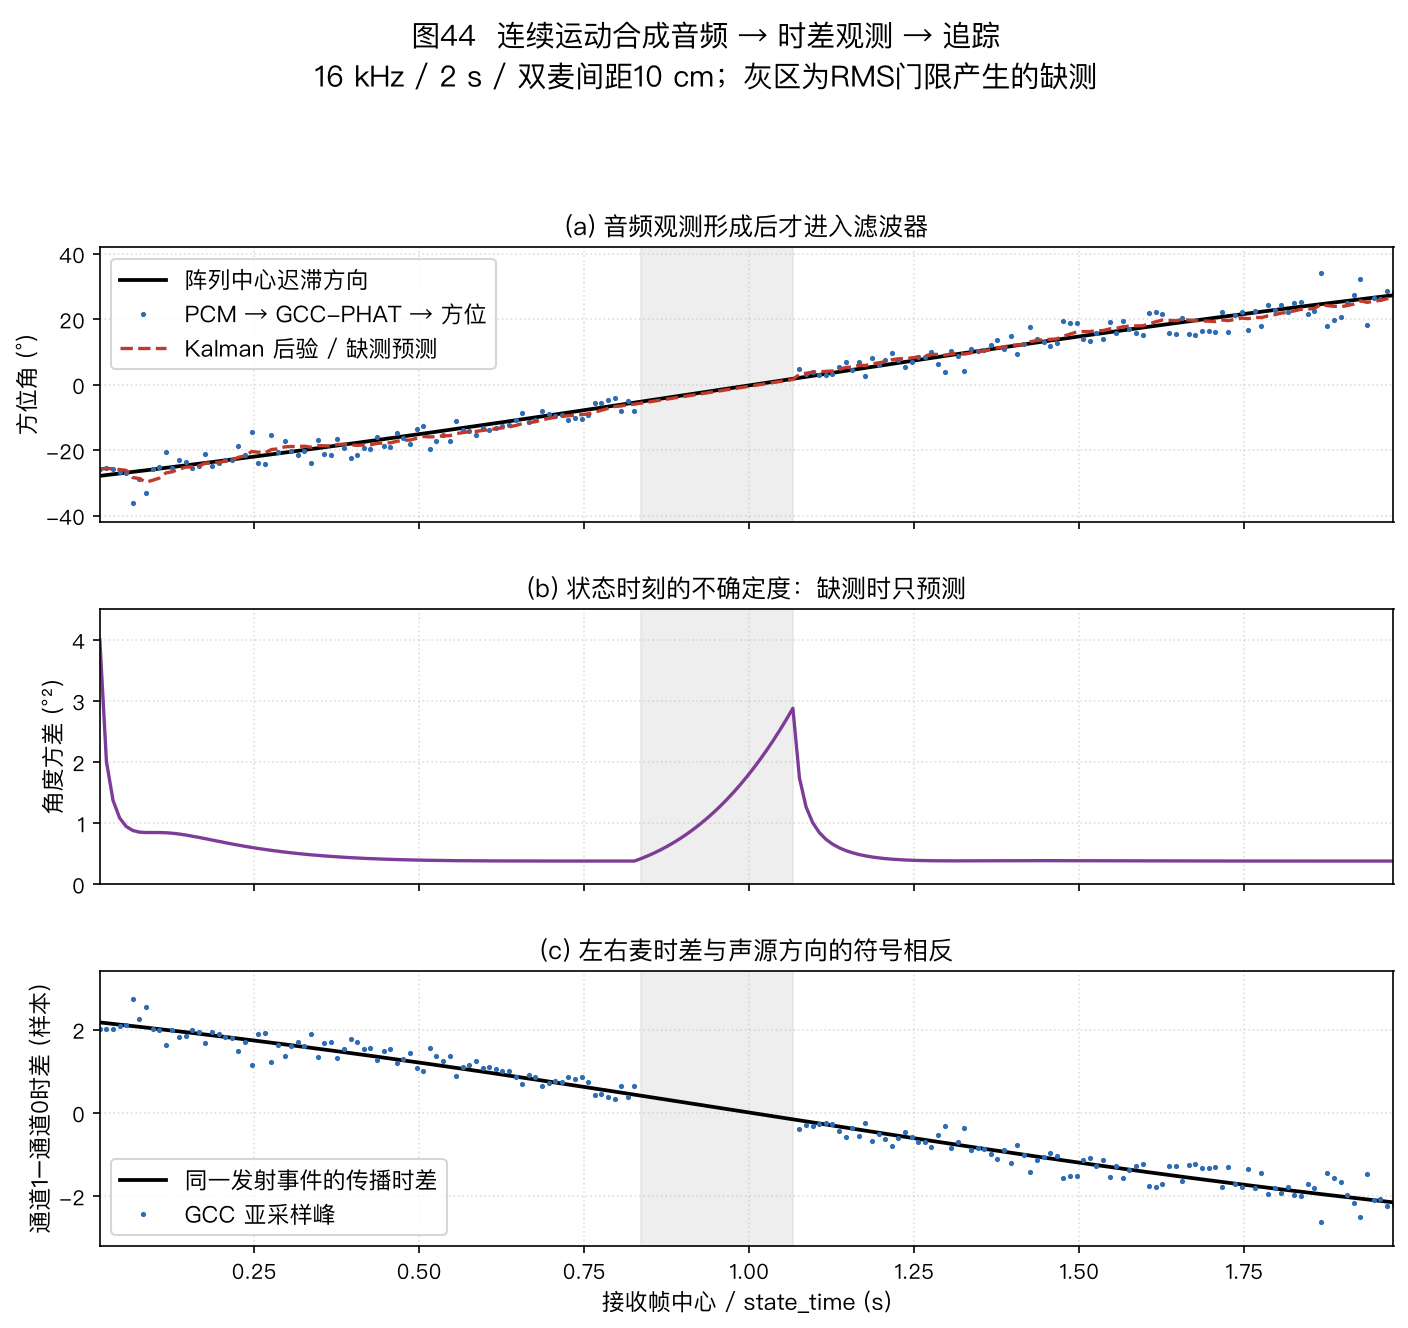 图44  连续运动合成音频 → 时差观测 → 追踪
16 kHz / 2 s / 双麦间距10 cm；灰区为RMS门限产生的缺测
(a) 音频观测形成后才进入滤波器
方位角 (°)
40
20
0
−20
−40
阵列中心迟滞方向
PCM → GCC−PHAT → 方位
Kalman 后验 / 缺测预测
(b) 状态时刻的不确定度：缺测时只预测
角度方差 (°²)
4
3
2
1
0
(c) 左右麦时差与声源方向的符号相反
通道1−通道0时差 (样本)
2
0
−2
同一发射事件的传播时差
GCC 亚采样峰
0.25 0.50 0.75 1.00 1.25 1.50 1.75
接收帧中心 / state_time (s)